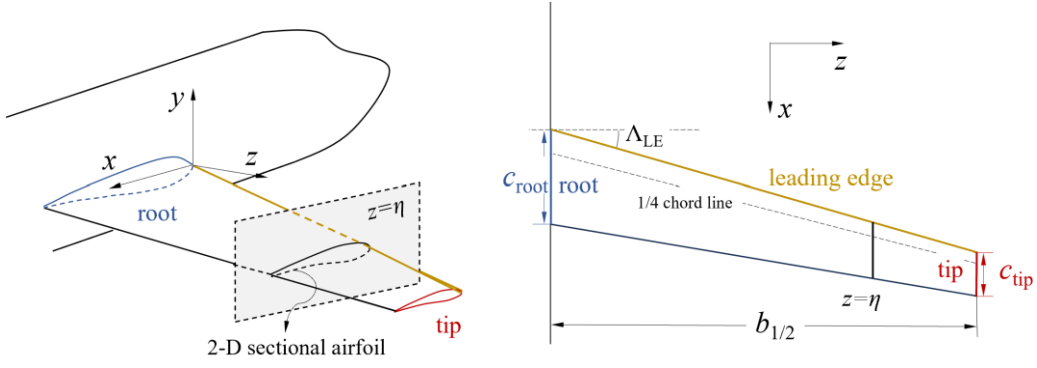 y
x
z
root
z=η
tip
2-D sectional airfoil
z
x
Λ_LE
c_root
root
leading edge
1/4 chord line
tip
c_tip
z=η
b_1/2